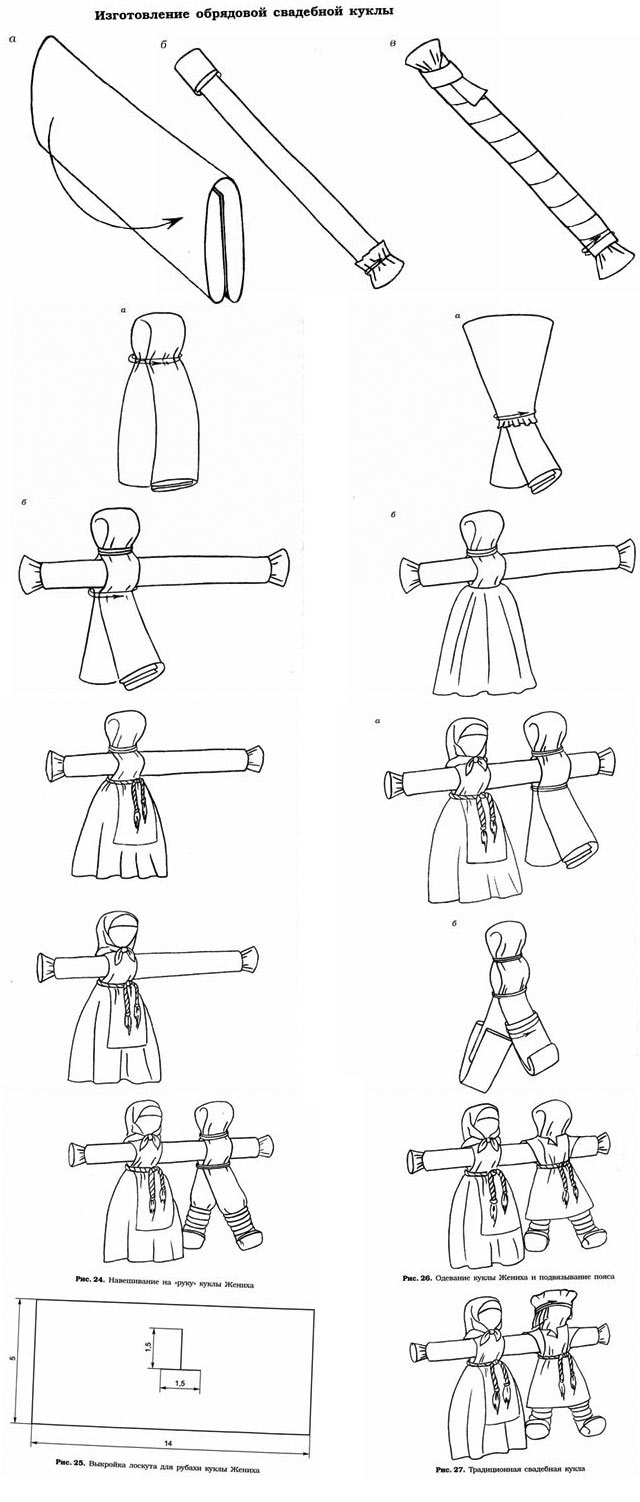 Изготовление обрядовой свадебной куклы
а
б
в
а
а
б
б
а
б
Рис. 24. Навешивание на «руку» куклы Жениха
Рис. 26. Одевание куклы Жениха и подвязывание пояса
5
1,5
1,5
14
Рис. 25. Выкройка лоскута для рубахи куклы Жениха
Рис. 27. Традиционная свадебная кукла